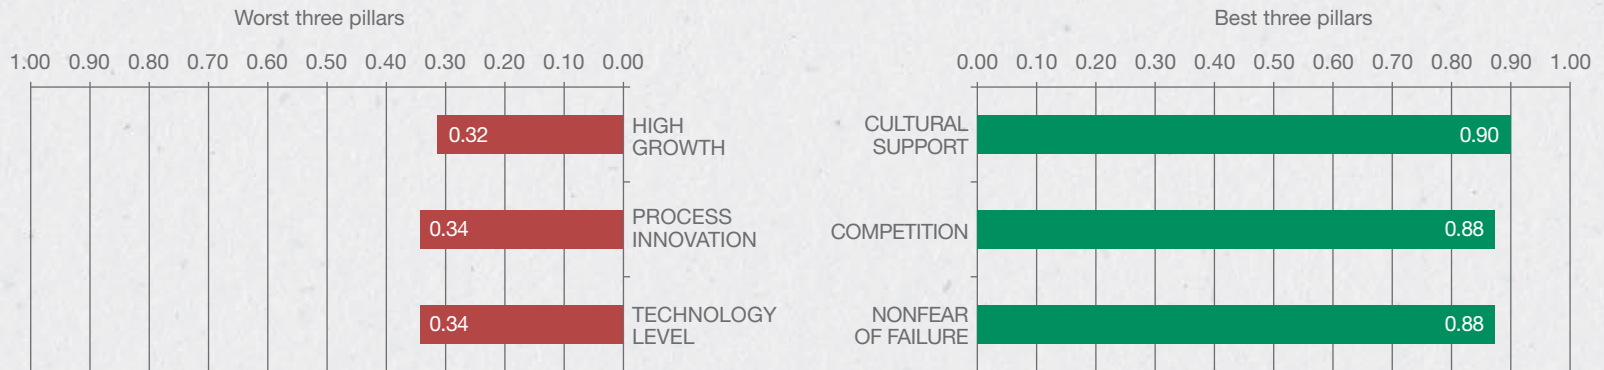 Worst three pillars
1.00 0.90 0.80 0.70 0.60 0.50 0.40 0.30 0.20 0.10 0.00
0.32
HIGH
GROWTH
0.34
PROCESS
INNOVATION
0.34
TECHNOLOGY
LEVEL
Best three pillars
0.00 0.10 0.20 0.30 0.40 0.50 0.60 0.70 0.80 0.90 1.00
CULTURAL
SUPPORT
0.90
COMPETITION
0.88
NONFEAR
OF FAILURE
0.88